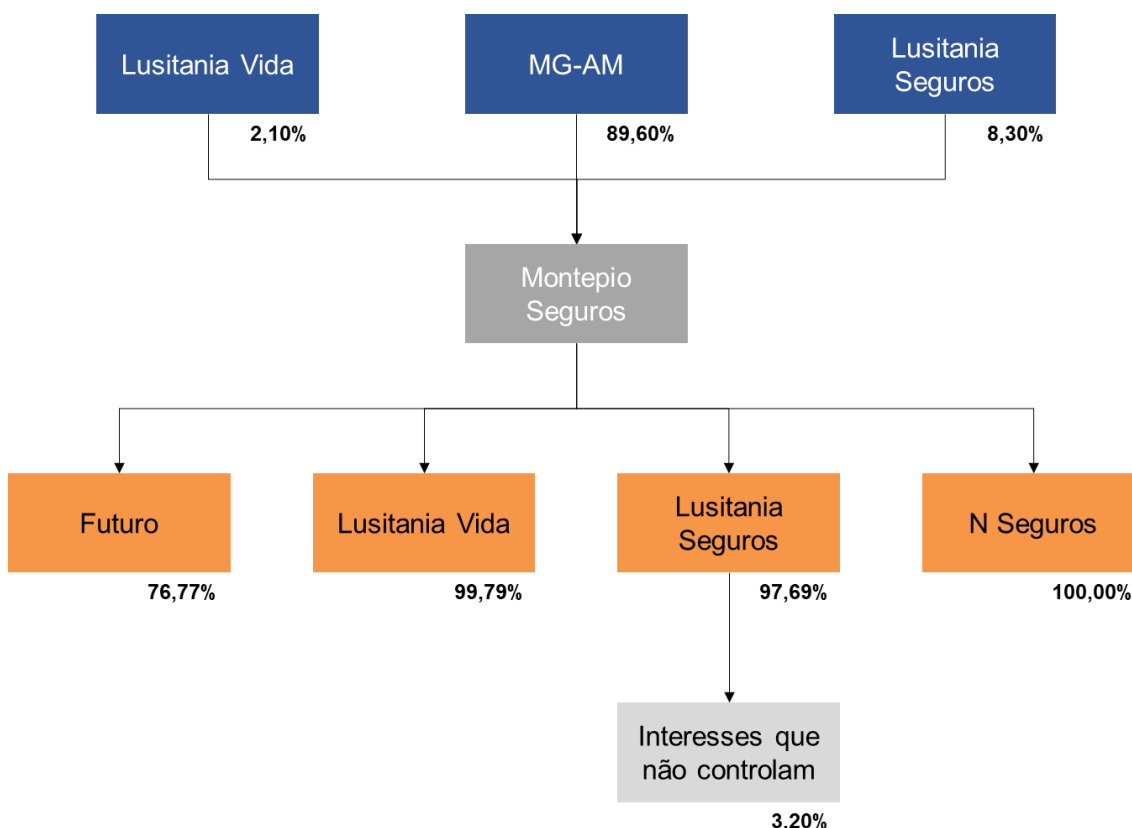 Lusitania Vida
2,10%
MG-AM
89,60%
Lusitania
Seguros
8,30%
Montepio
Seguros
Futuro
76,77%
Lusitania Vida
99,79%
Lusitania
Seguros
97,69%
N Seguros
100,00%
Interesses que
não controlam
3,20%